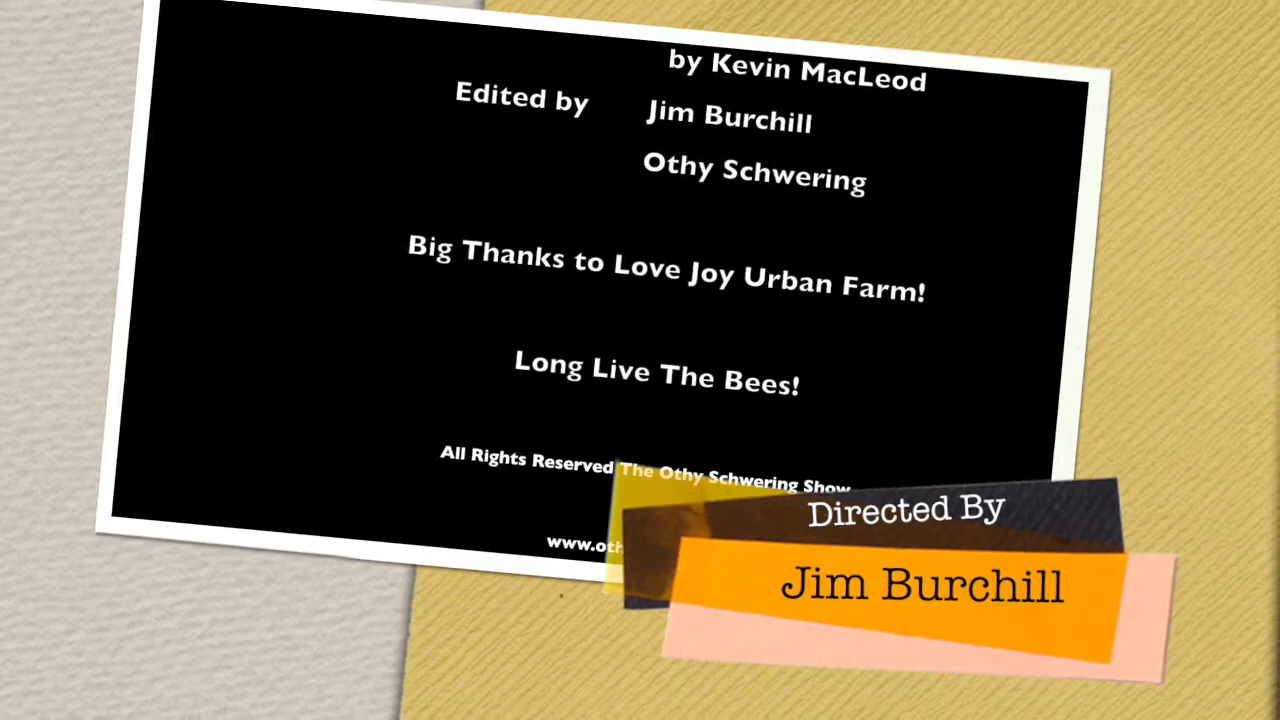 by Kevin MacLeod
Edited by Jim Burchill
Othy Schwering
Big Thanks to Love Joy Urban Farm!
Long Live The Bees!
All Rights Reserved The Othy Schwering Show
Directed By
Jim Burchill